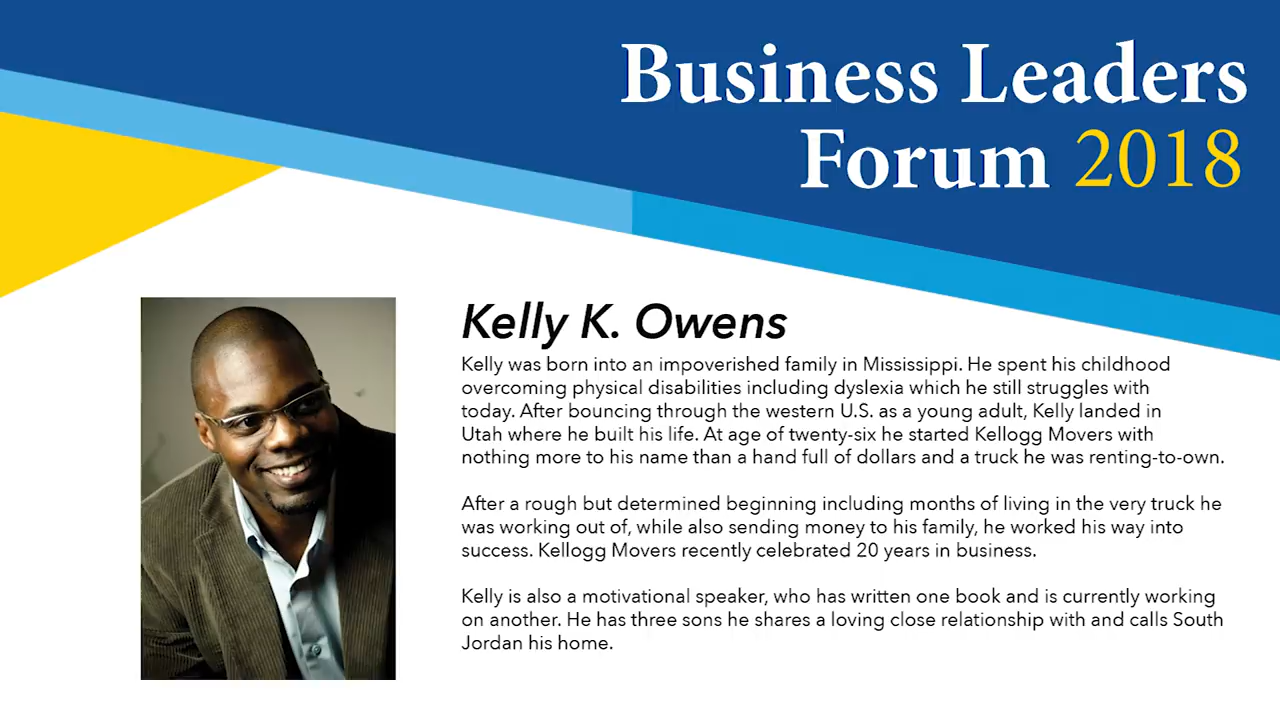 Business Leaders
Forum 2018
Kelly K. Owens
Kelly was born into an impoverished family in Mississippi. He spent his childhood
overcoming physical disabilities including dyslexia which he still struggles with
today. After bouncing through the western U.S. as a young adult, Kelly landed in
Utah where he built his life. At age of twenty-six he started Kellogg Movers with
nothing more to his name than a hand full of dollars and a truck he was renting-to-own.
After a rough but determined beginning including months of living in the very truck he
was working out of, while also sending money to his family, he worked his way into
success. Kellogg Movers recently celebrated 20 years in business.
Kelly is also a motivational speaker, who has written one book and is currently working
on another. He has three sons he shares a loving close relationship with and calls South
Jordan his home.